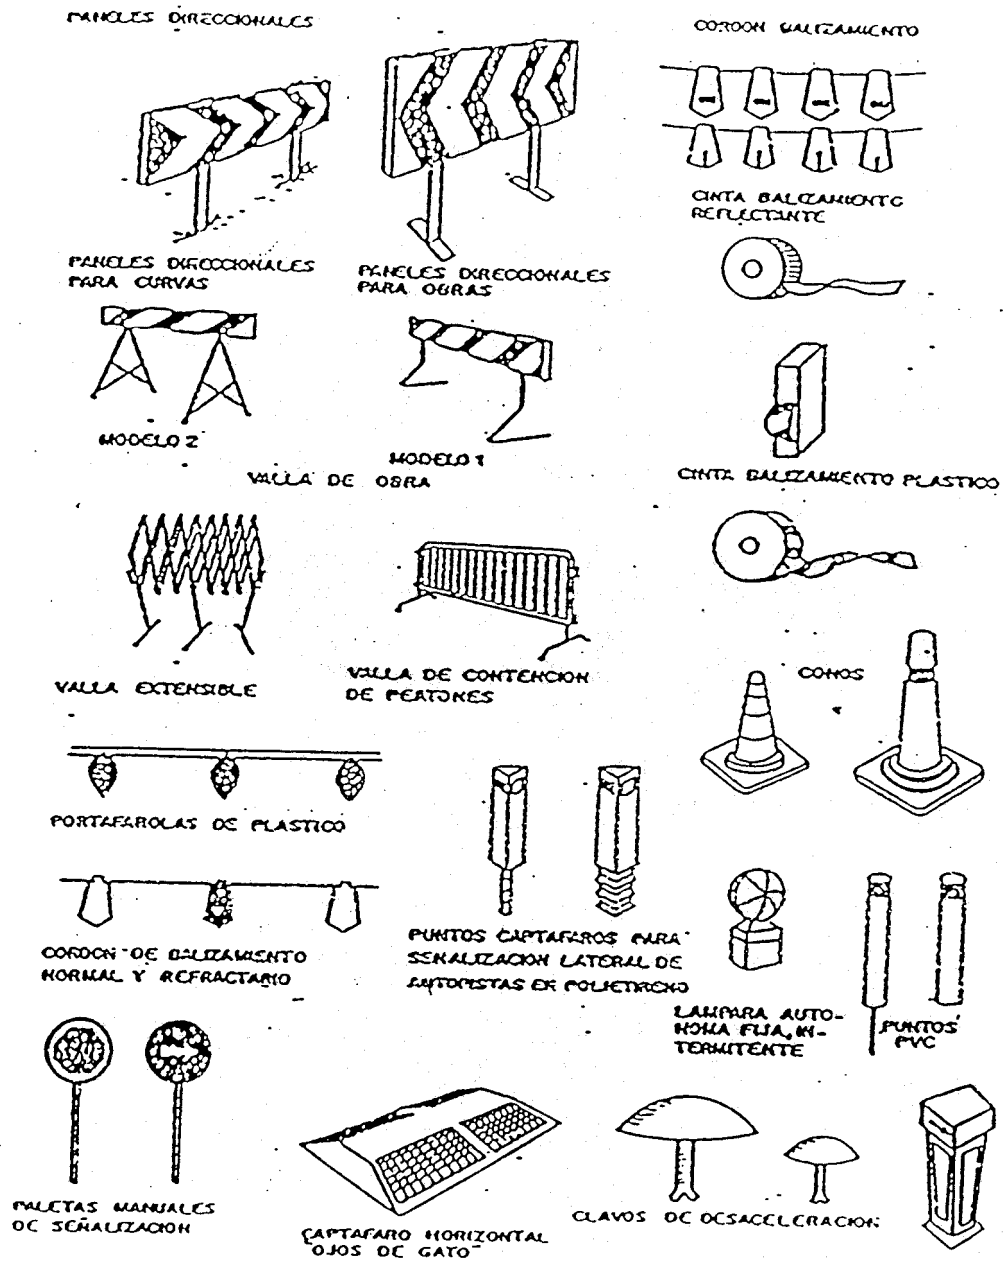 PANELES DIRECCIONALES
CORDON BALIZAMIENTO
CINTA BALIZAMIENTO
REFLECTANTE
PANELES DIRECCIONALES
PARA CURVAS
PANELES DIRECCIONALES
PARA OBRAS
MODELO 2
MODELO 1
VALLA DE OBRA
CINTA BALIZAMIENTO PLASTICO
VALLA EXTENSIBLE
VALLA DE CONTENCION
DE PEATONES
CONOS
PORTAFAROLAS DE PLASTICO
CORDON DE BALIZAMIENTO
NORMAL Y REFRACTARIO
PUNTOS CAPTAFAROS PARA
SEÑALIZACION LATERAL DE
AUTOPISTAS EN POLIETILENO
LAMPARA AUTO-
NOMA FIJA, IN-
TERMITENTE
PUNTOS
PVC
PALETAS MANUALES
DE SEÑALIZACION
CAPTAFARO HORIZONTAL
"OJOS DE GATO"
CLAVOS DE DESACELERACION